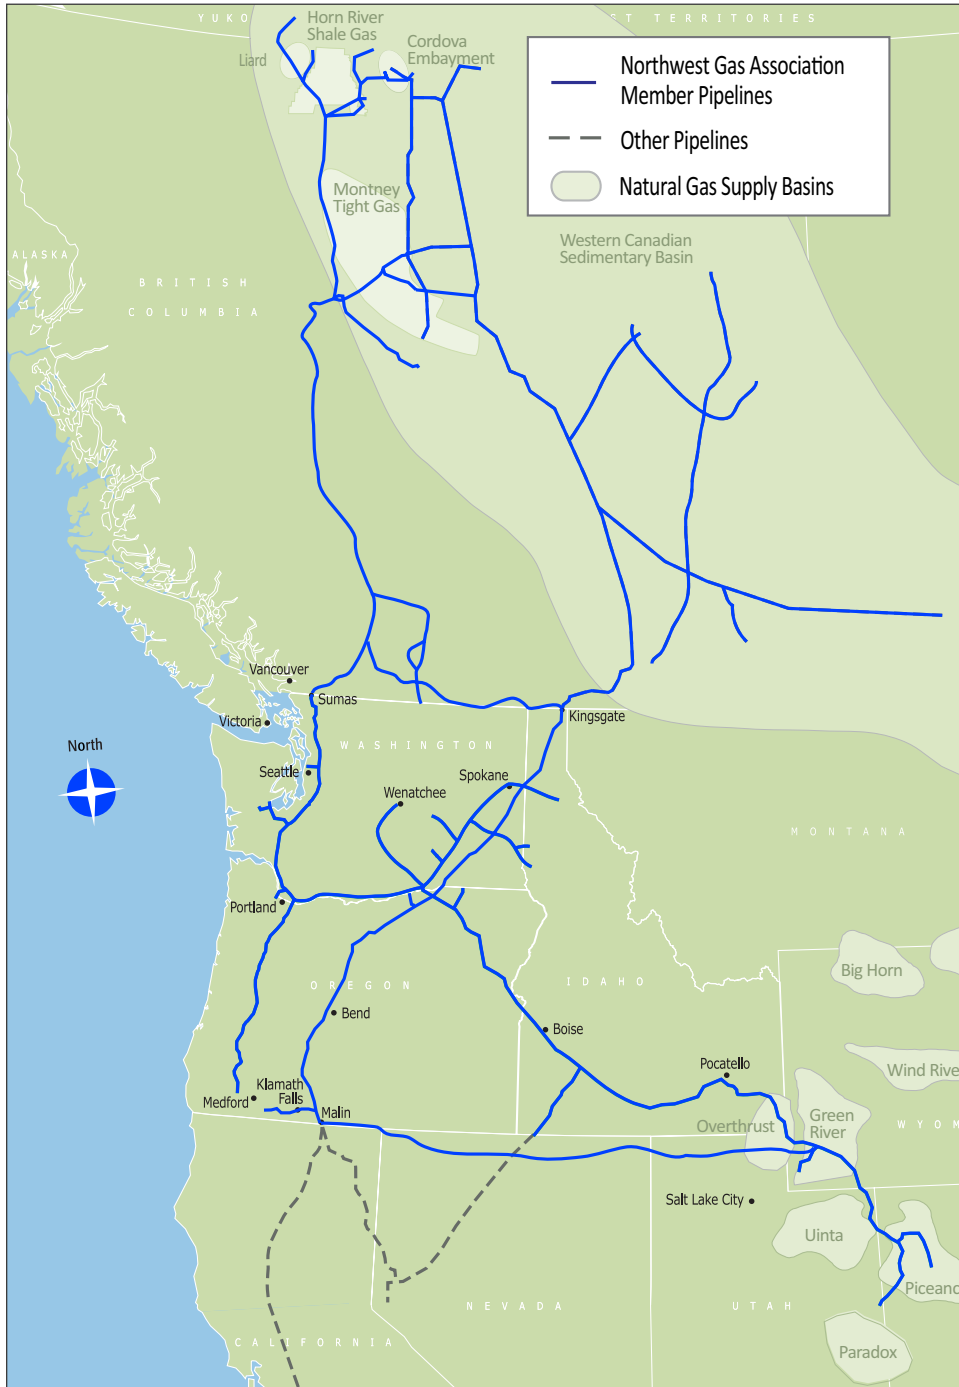 YUKO
ST TERRITORIES
Horn River
Shale Gas
Cordova
Embayment
Liard
Northwest Gas Association
Member Pipelines
Other Pipelines
Natural Gas Supply Basins
Montney
Tight Gas
Western Canadian
Sedimentary Basin
ALASKA
BRITISH
COLUMBIA
Vancouver
Sumas
Victoria
Kingsgate
North
WASHINGTON
Seattle
Spokane
Wenatchee
MONTANA
Portland
Big Horn
OREGON
IDAHO
Bend
Boise
Pocatello
Wind Rive
Klamath
Falls
Medford
Malin
Overthrust
Green
River
WYOM
Salt Lake City
Uinta
Piceanc
NEVADA
UTAH
CALIFORNIA
Paradox